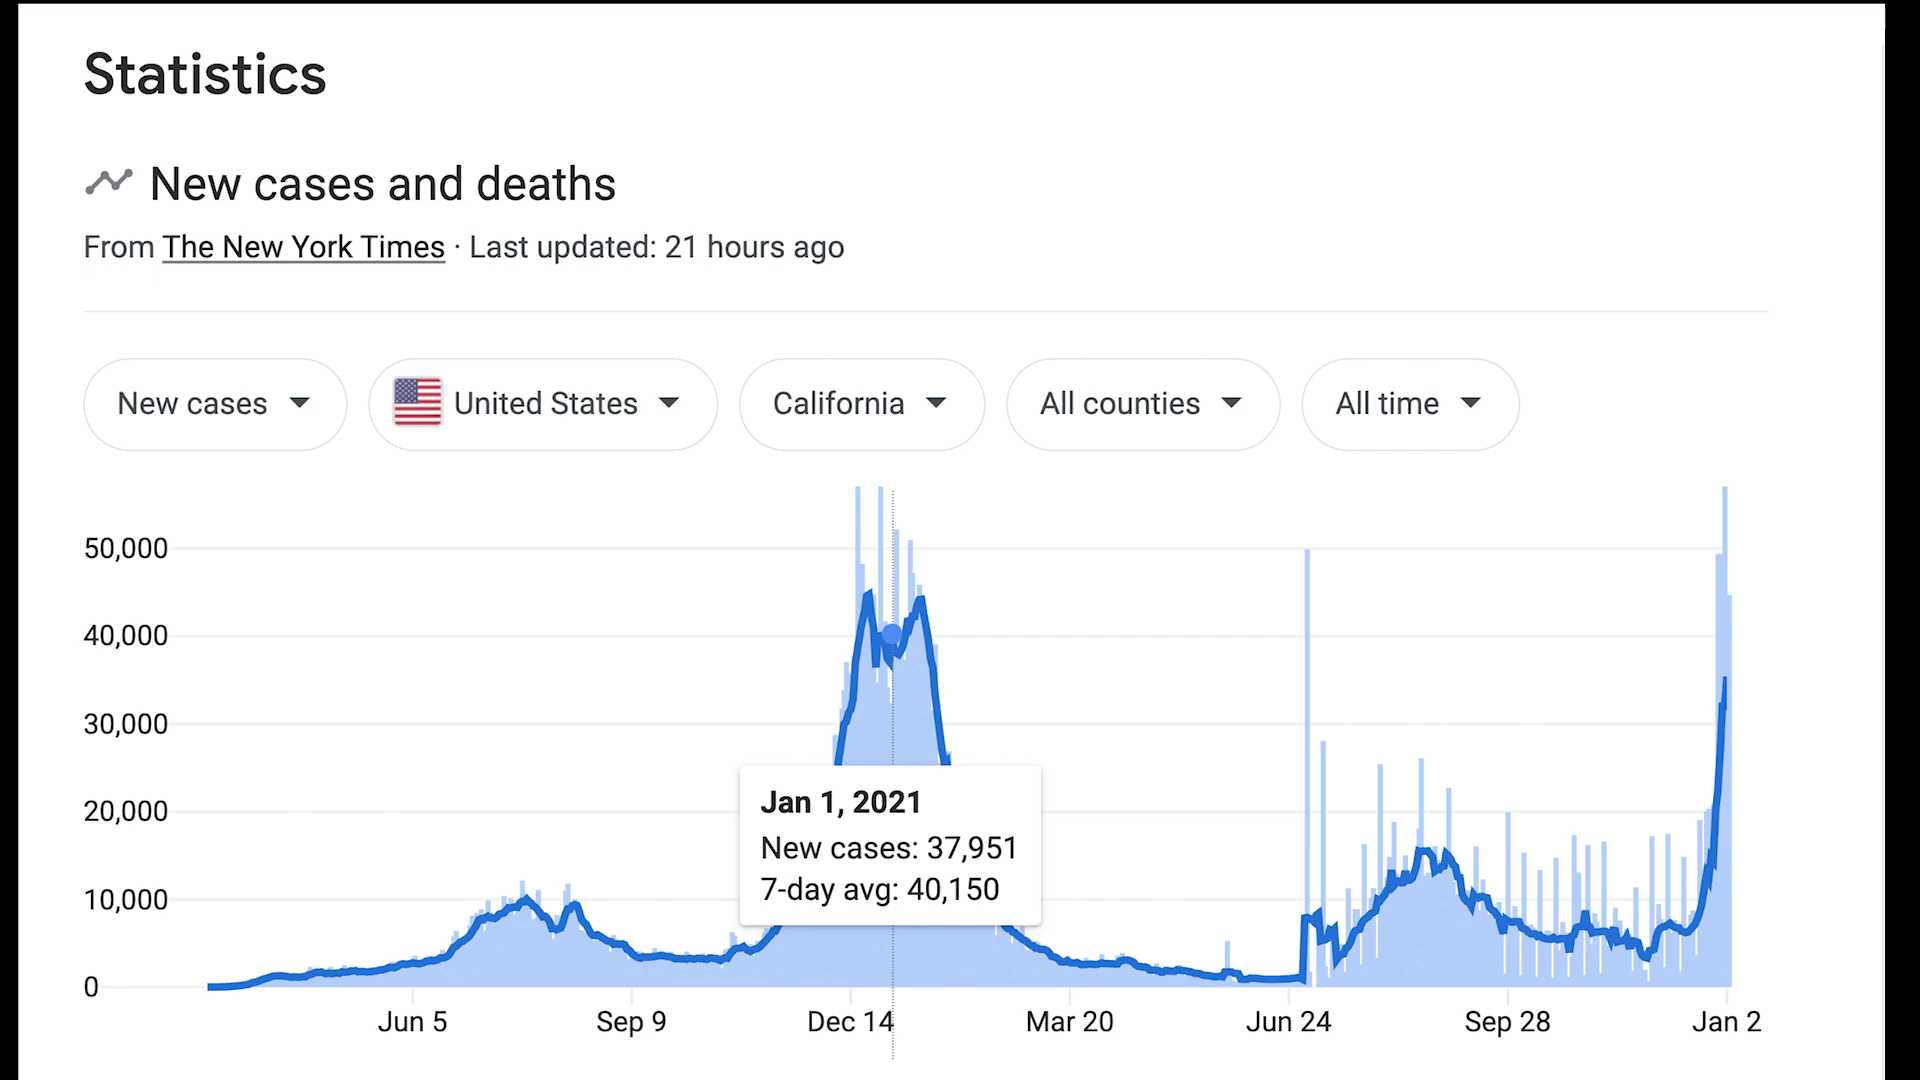 Statistics
New cases and deaths
From The New York Times · Last updated: 21 hours ago
New cases United States California All counties All time
50,000
40,000
30,000
20,000
10,000
0
Jan 1, 2021
New cases: 37,951
7-day avg: 40,150
Jun 5 Sep 9 Dec 14 Mar 20 Jun 24 Sep 28 Jan 2